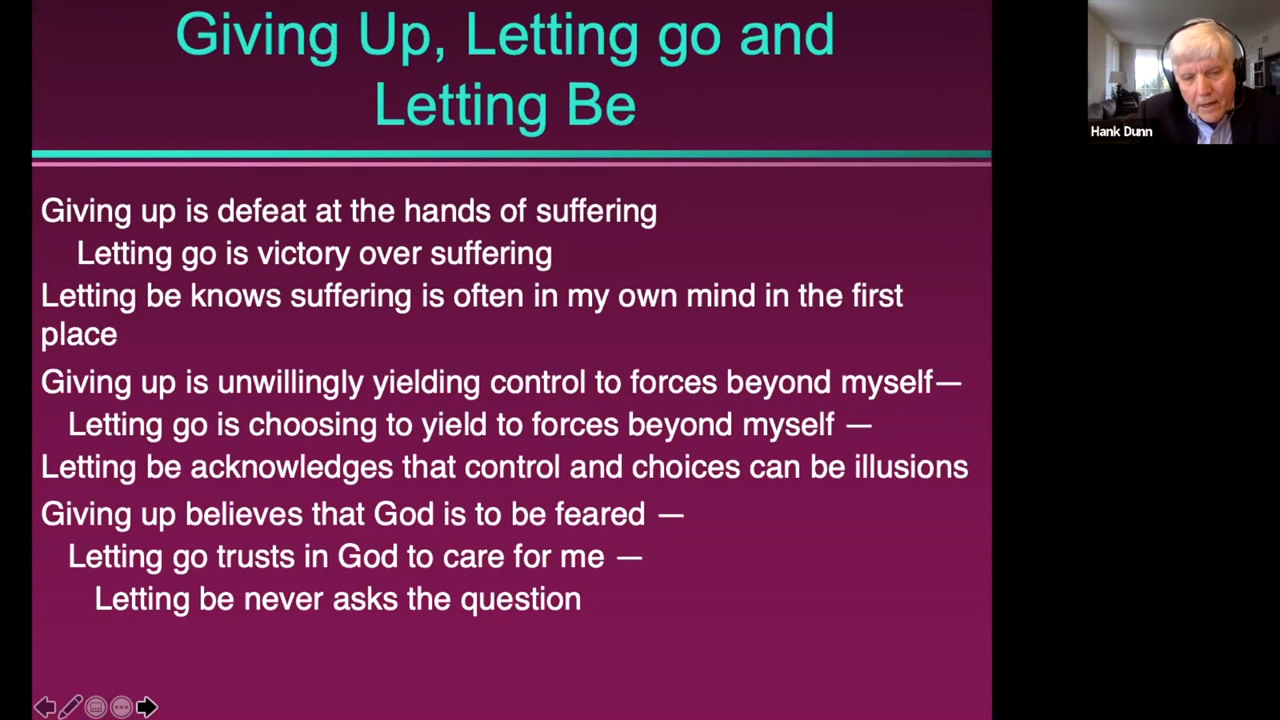 Giving Up, Letting go and
Letting Be
Hank Dunn
Giving up is defeat at the hands of suffering
Letting go is victory over suffering
Letting be knows suffering is often in my own mind in the first
place
Giving up is unwillingly yielding control to forces beyond myself—
Letting go is choosing to yield to forces beyond myself —
Letting be acknowledges that control and choices can be illusions
Giving up believes that God is to be feared —
Letting go trusts in God to care for me —
Letting be never asks the question